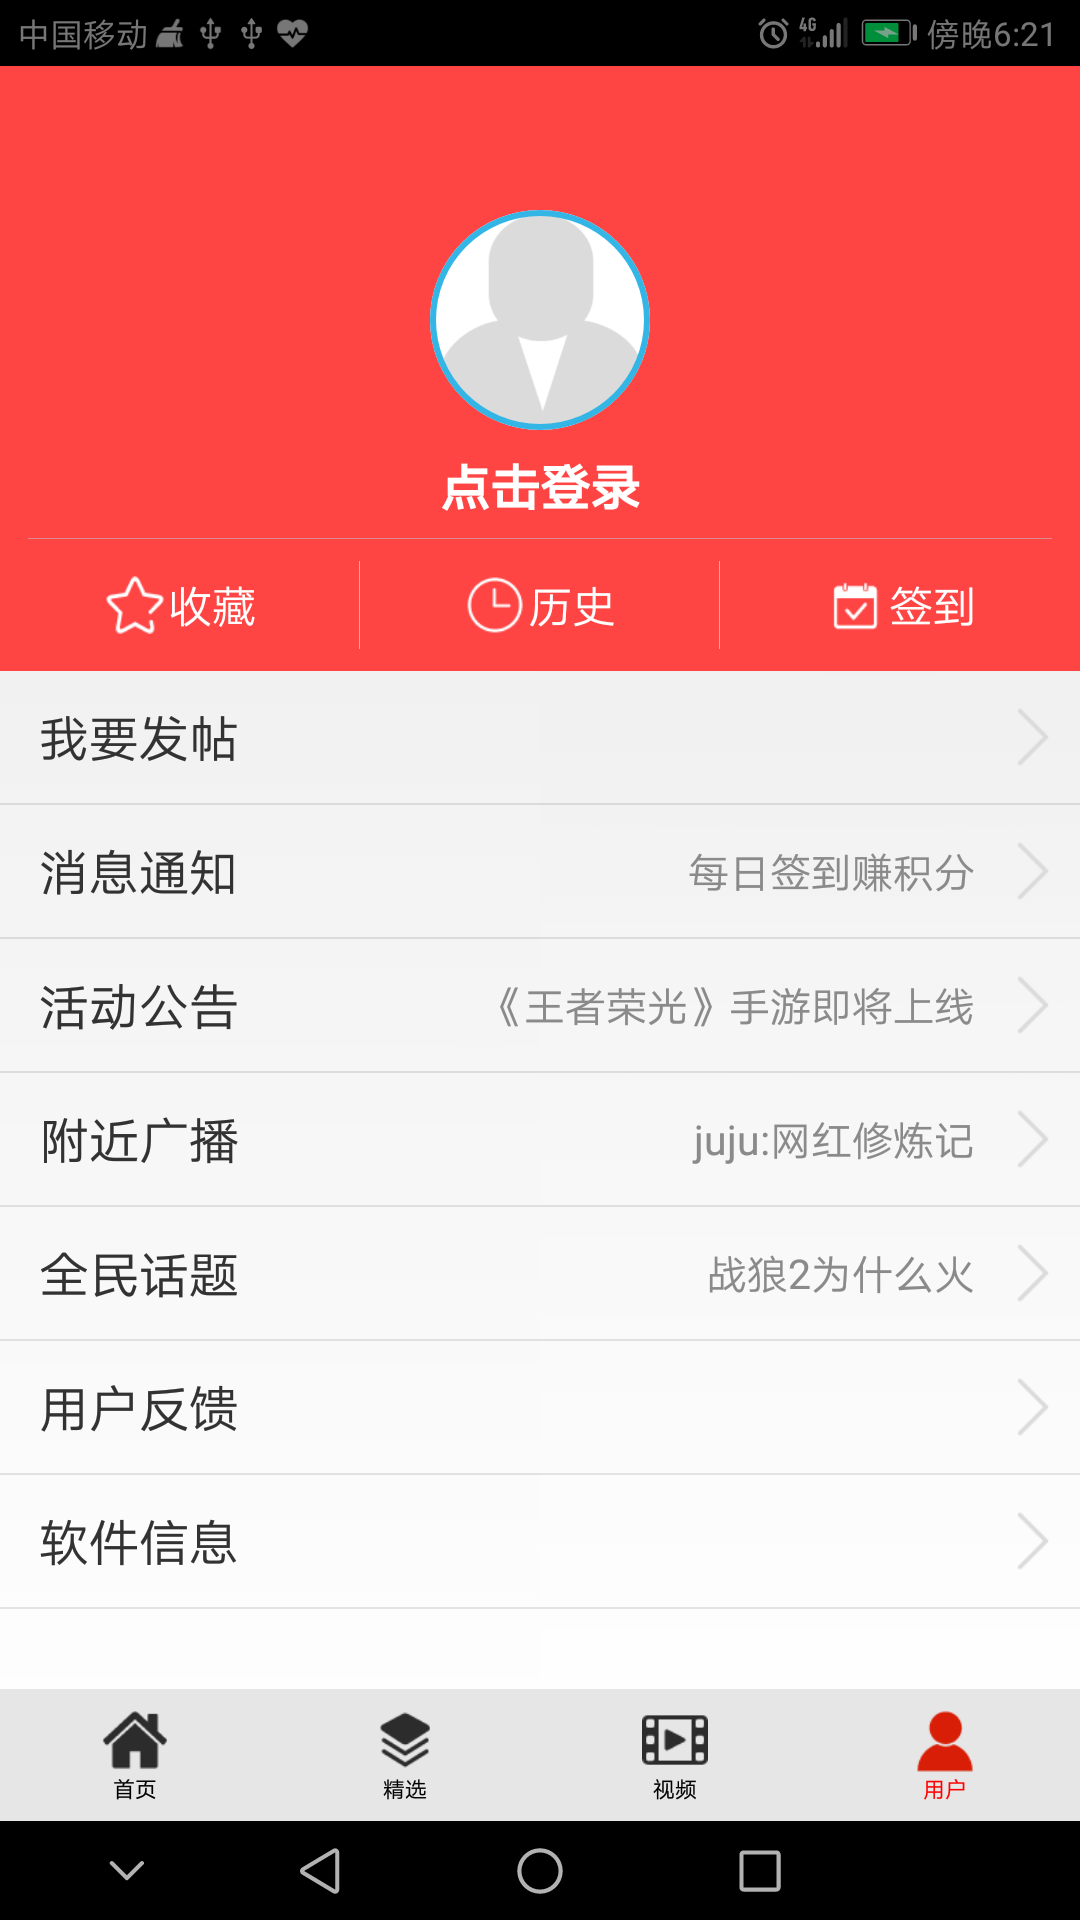 中国移动 4G 傍晚6:21
点击登录
收藏 历史 签到
我要发帖
消息通知 每日签到赚积分
活动公告 《王者荣光》手游即将上线
附近广播 juju:网红修炼记
全民话题 战狼2为什么火
用户反馈
软件信息
首页 精选 视频 用户